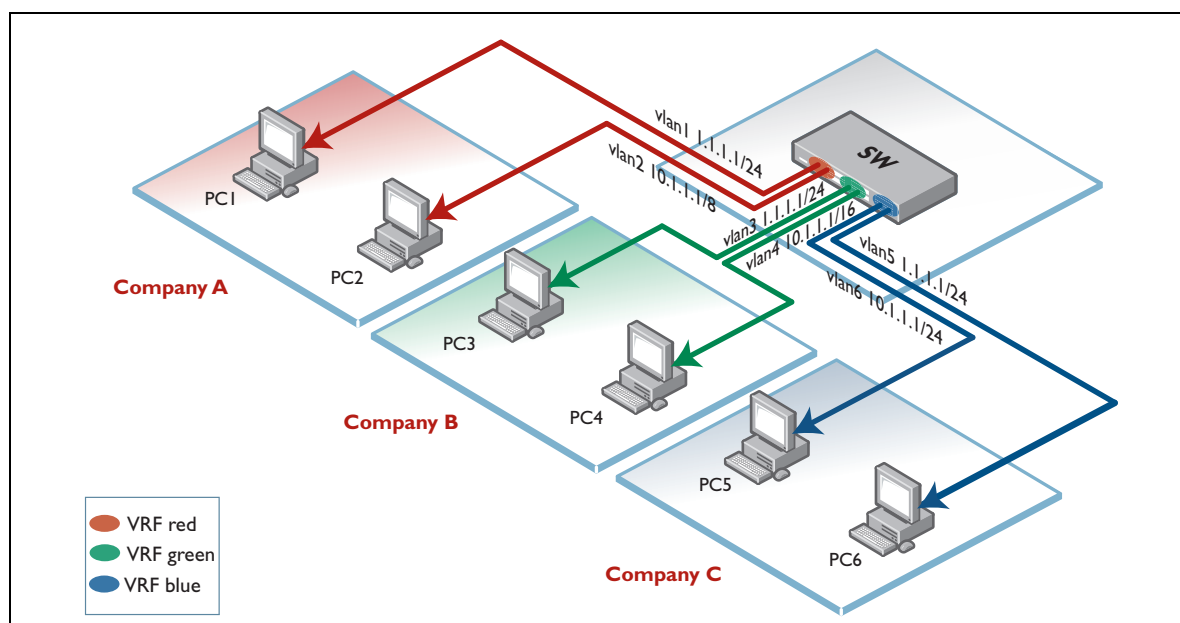 SW
vlan1 1.1.1.1/24
vlan2 10.1.1.1/8
vlan3 1.1.1.1/24
vlan4 10.1.1.1/16
vlan5 1.1.1.1/24
vlan6 10.1.1.1/24
PC1
PC2
Company A
PC3
PC4
Company B
PC5
PC6
Company C
VRF red
VRF green
VRF blue